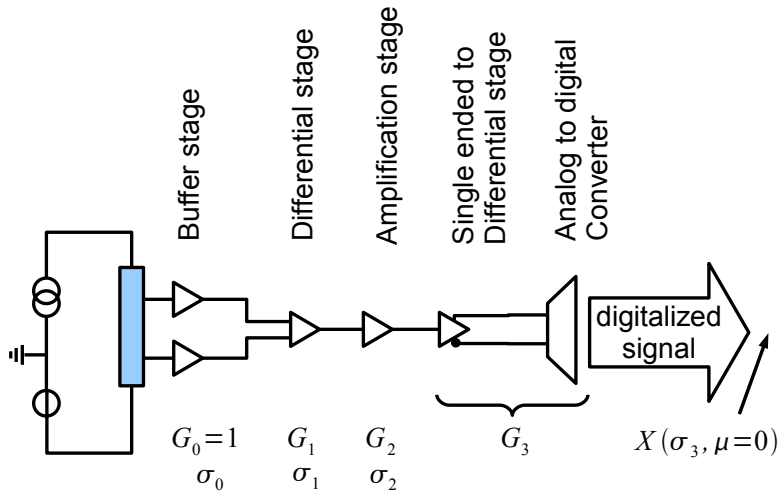 Buffer stage
Differential stage
Amplification stage
Single ended to
Differential stage
Analog to digital
Converter
digitalized
signal
G₀=1
σ₀
G₁
σ₁
G₂
σ₂
G₃
X(σ₃, μ=0)